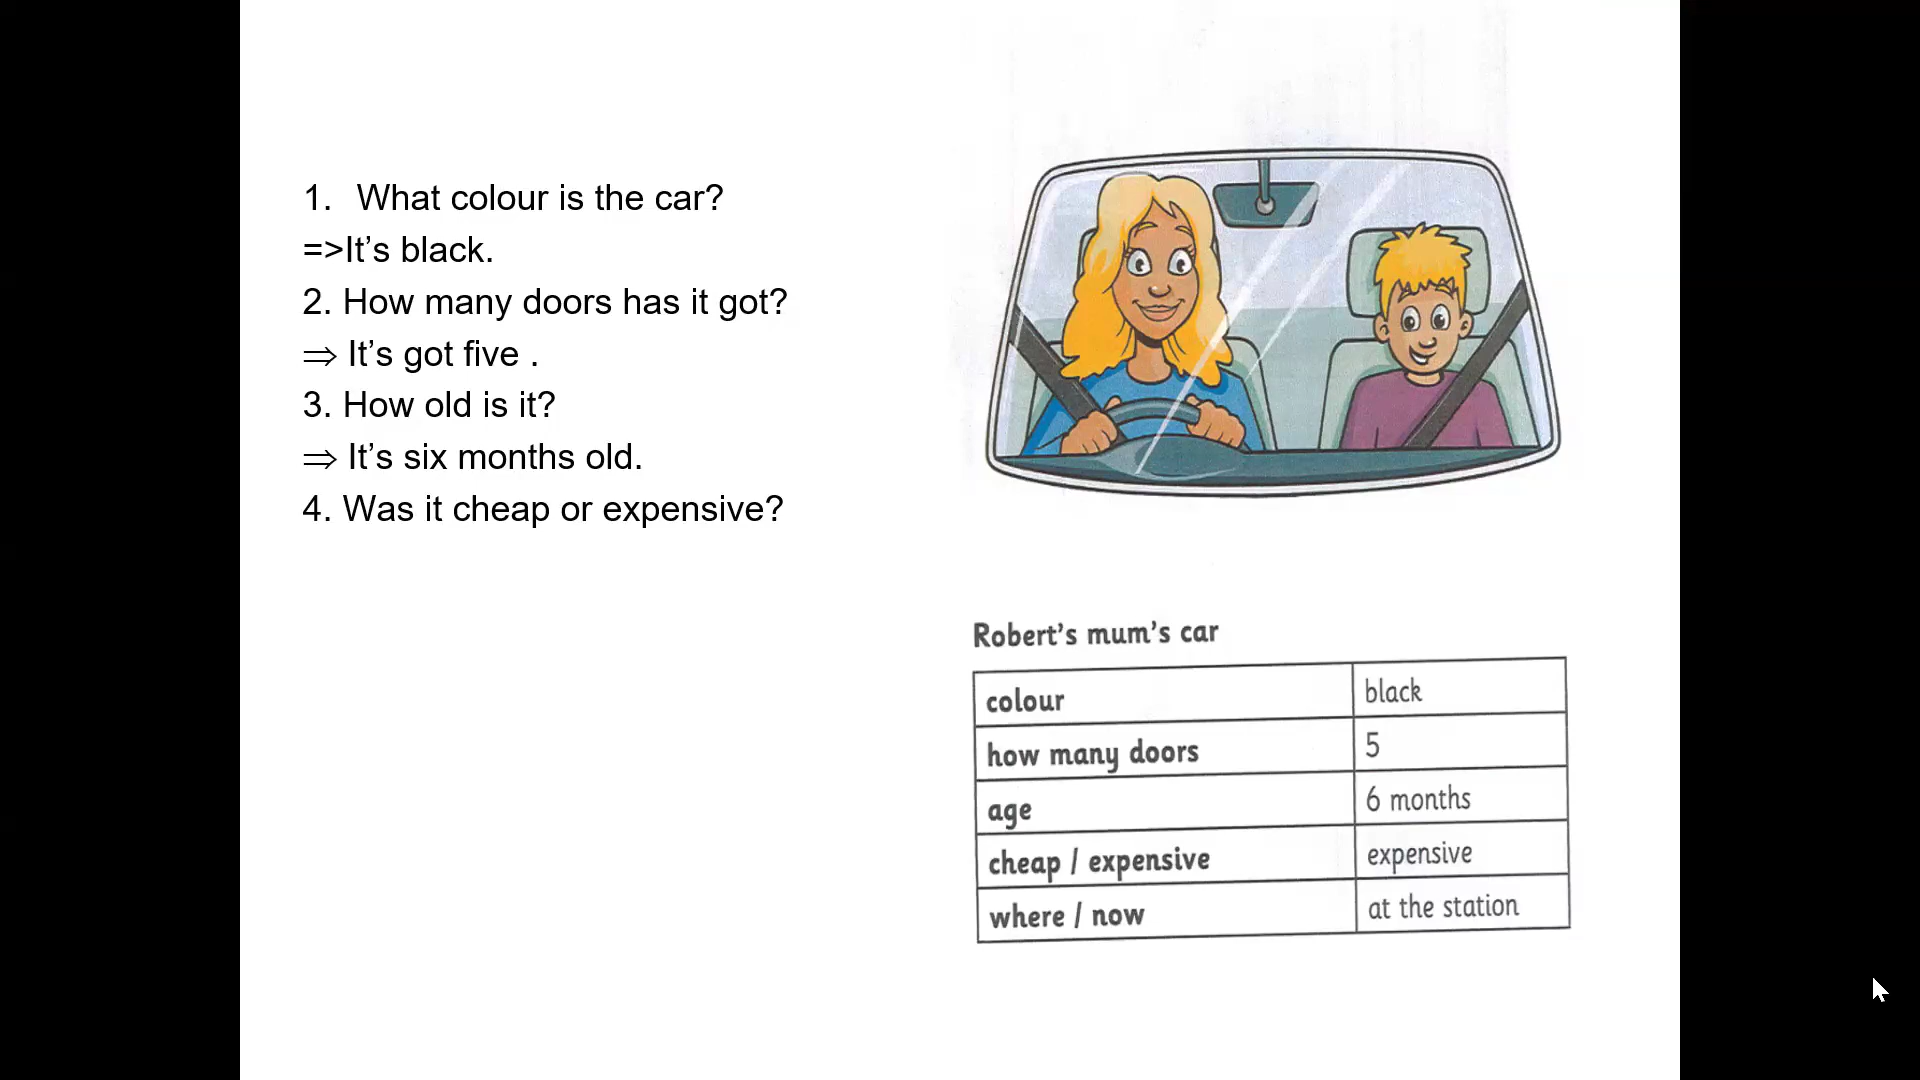 1. What colour is the car?
=>It’s black.
2. How many doors has it got?
⇒ It’s got five .
3. How old is it?
⇒ It’s six months old.
4. Was it cheap or expensive?
Robert’s mum’s car
colour black
how many doors 5
age 6 months
cheap / expensive expensive
where / now at the station